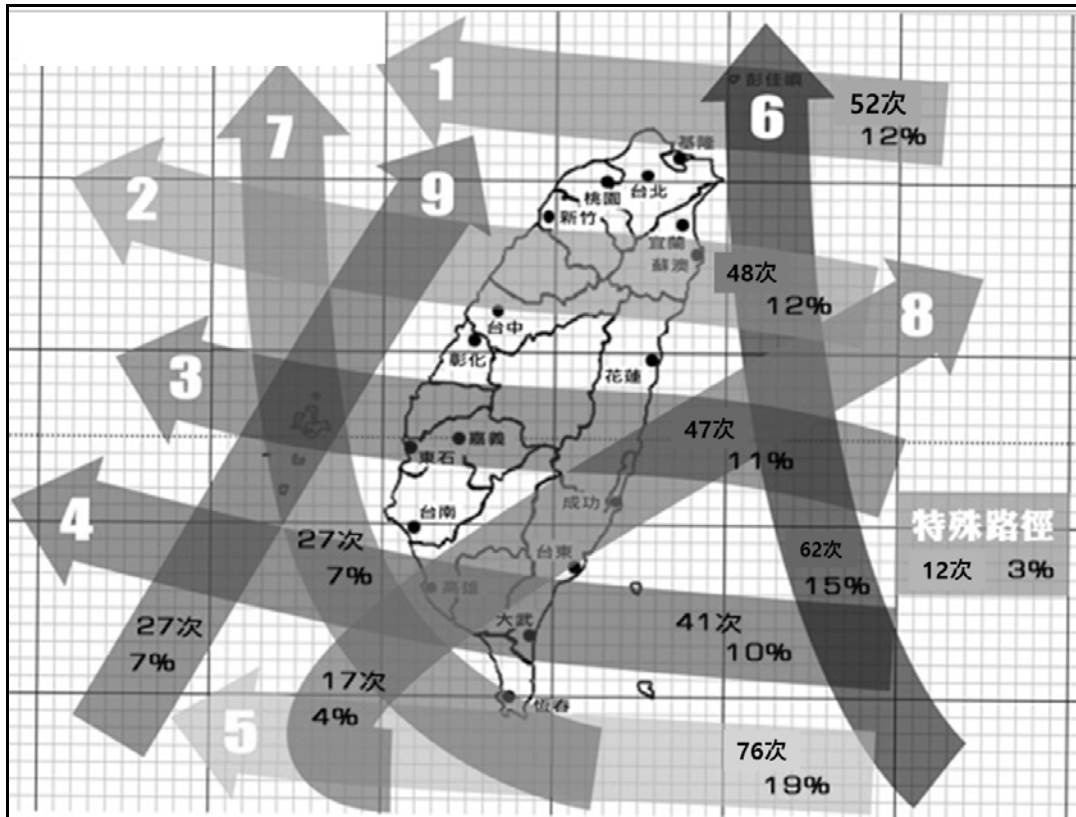 1
彭佳嶼
6
52次
12%
7
基隆
台北
桃園
2
9
新竹
宜蘭
蘇澳
48次
12%
8
台中
彰化
3
花蓮
47次
11%
嘉義
東石
成功
特殊路徑
12次 3%
4
台南
27次
7%
台東
62次
15%
高雄
大武
41次
10%
27次
7%
17次
4%
恆春
5
76次
19%